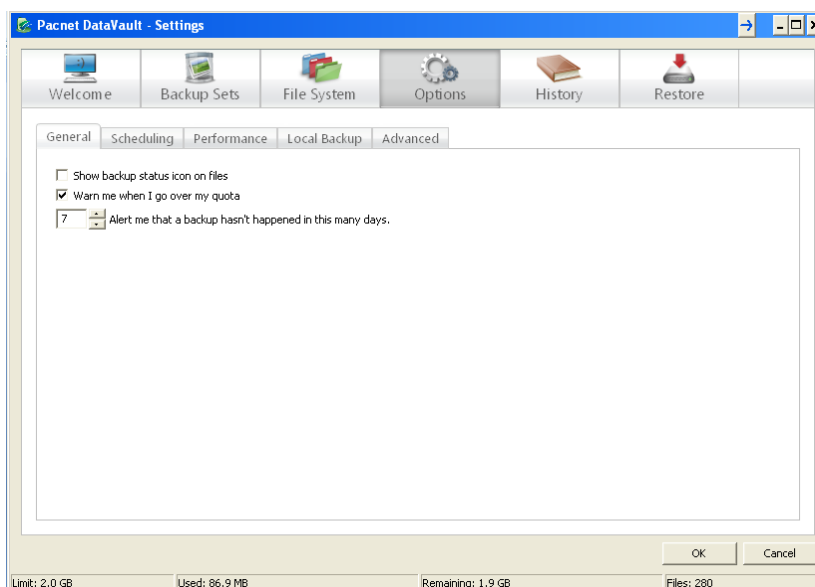 Pacnet DataVault - Settings
Welcome
Backup Sets
File System
Options
History
Restore
General
Scheduling
Performance
Local Backup
Advanced
Show backup status icon on files
Warn me when I go over my quota
7 Alert me that a backup hasn't happened in this many days.
OK
Cancel
Limit: 2.0 GB
Used: 86.9 MB
Remaining: 1.9 GB
Files: 280